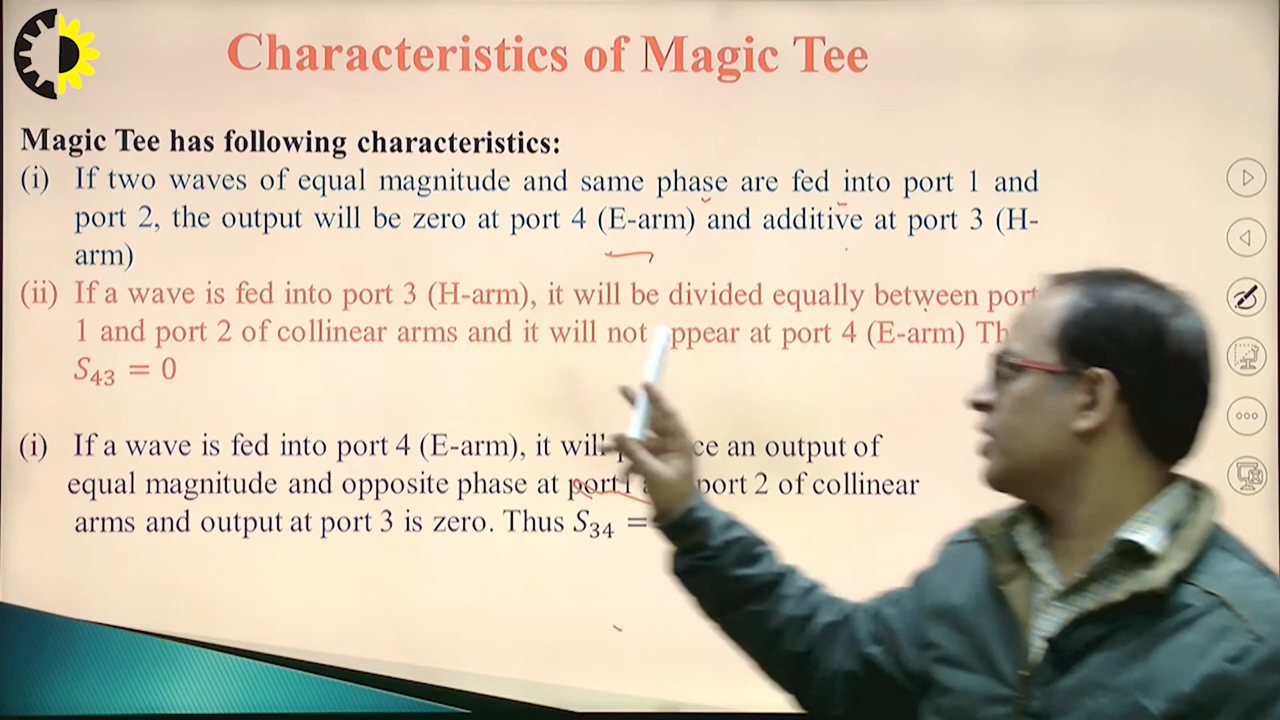 Characteristics of Magic Tee
Magic Tee has following characteristics:
(i) If two waves of equal magnitude and same phase are fed into port 1 and
port 2, the output will be zero at port 4 (E-arm) and additive at port 3 (H-
arm)
(ii) If a wave is fed into port 3 (H-arm), it will be divided equally between port
1 and port 2 of collinear arms and it will not appear at port 4 (E-arm)
S₄₃ = 0
(i) If a wave is fed into port 4 (E-arm), it will an output of
equal magnitude and opposite phase at port1 port 2 of collinear
arms and output at port 3 is zero. Thus S₃₄ =